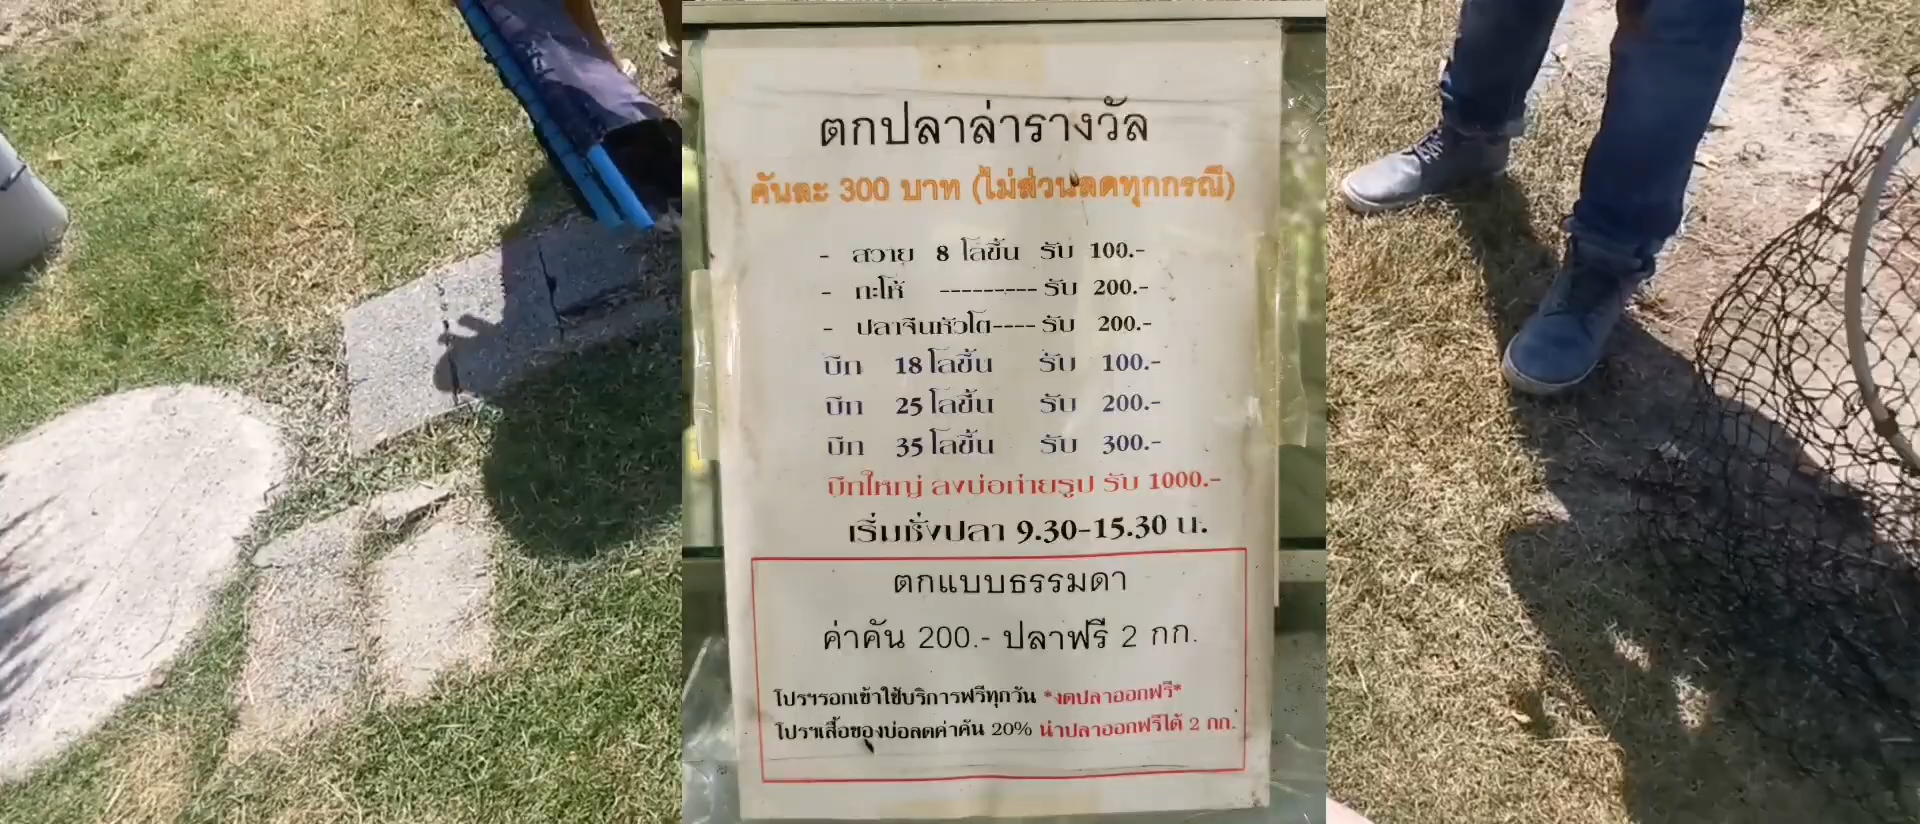 ตกปลาล่ารางวัล
คันละ 300 บาท (ไม่ส่วนลดทุกกรณี)
- สวาย 8 โลขึ้น รับ 100.-
- กะโห้ --------- รับ 200.-
- ปลาจีนหัวโต---- รับ 200.-
บึก 18 โลขึ้น รับ 100.-
บึก 25 โลขึ้น รับ 200.-
บึก 35 โลขึ้น รับ 300.-
บึกใหญ่ ลงบ่อถ่ายรูป รับ 1000.-
เริ่มชั่งปลา 9.30-15.30 น.
ตกแบบธรรมดา
ค่าคัน 200.- ปลาฟรี 2 กก.
โปรฯรอกเข้าใช้บริการฟรีทุกวัน *งดปลาออกฟรี*
โปรฯเสื้อของบ่อลดค่าคัน 20% นำปลาออกฟรีได้ 2 กก.